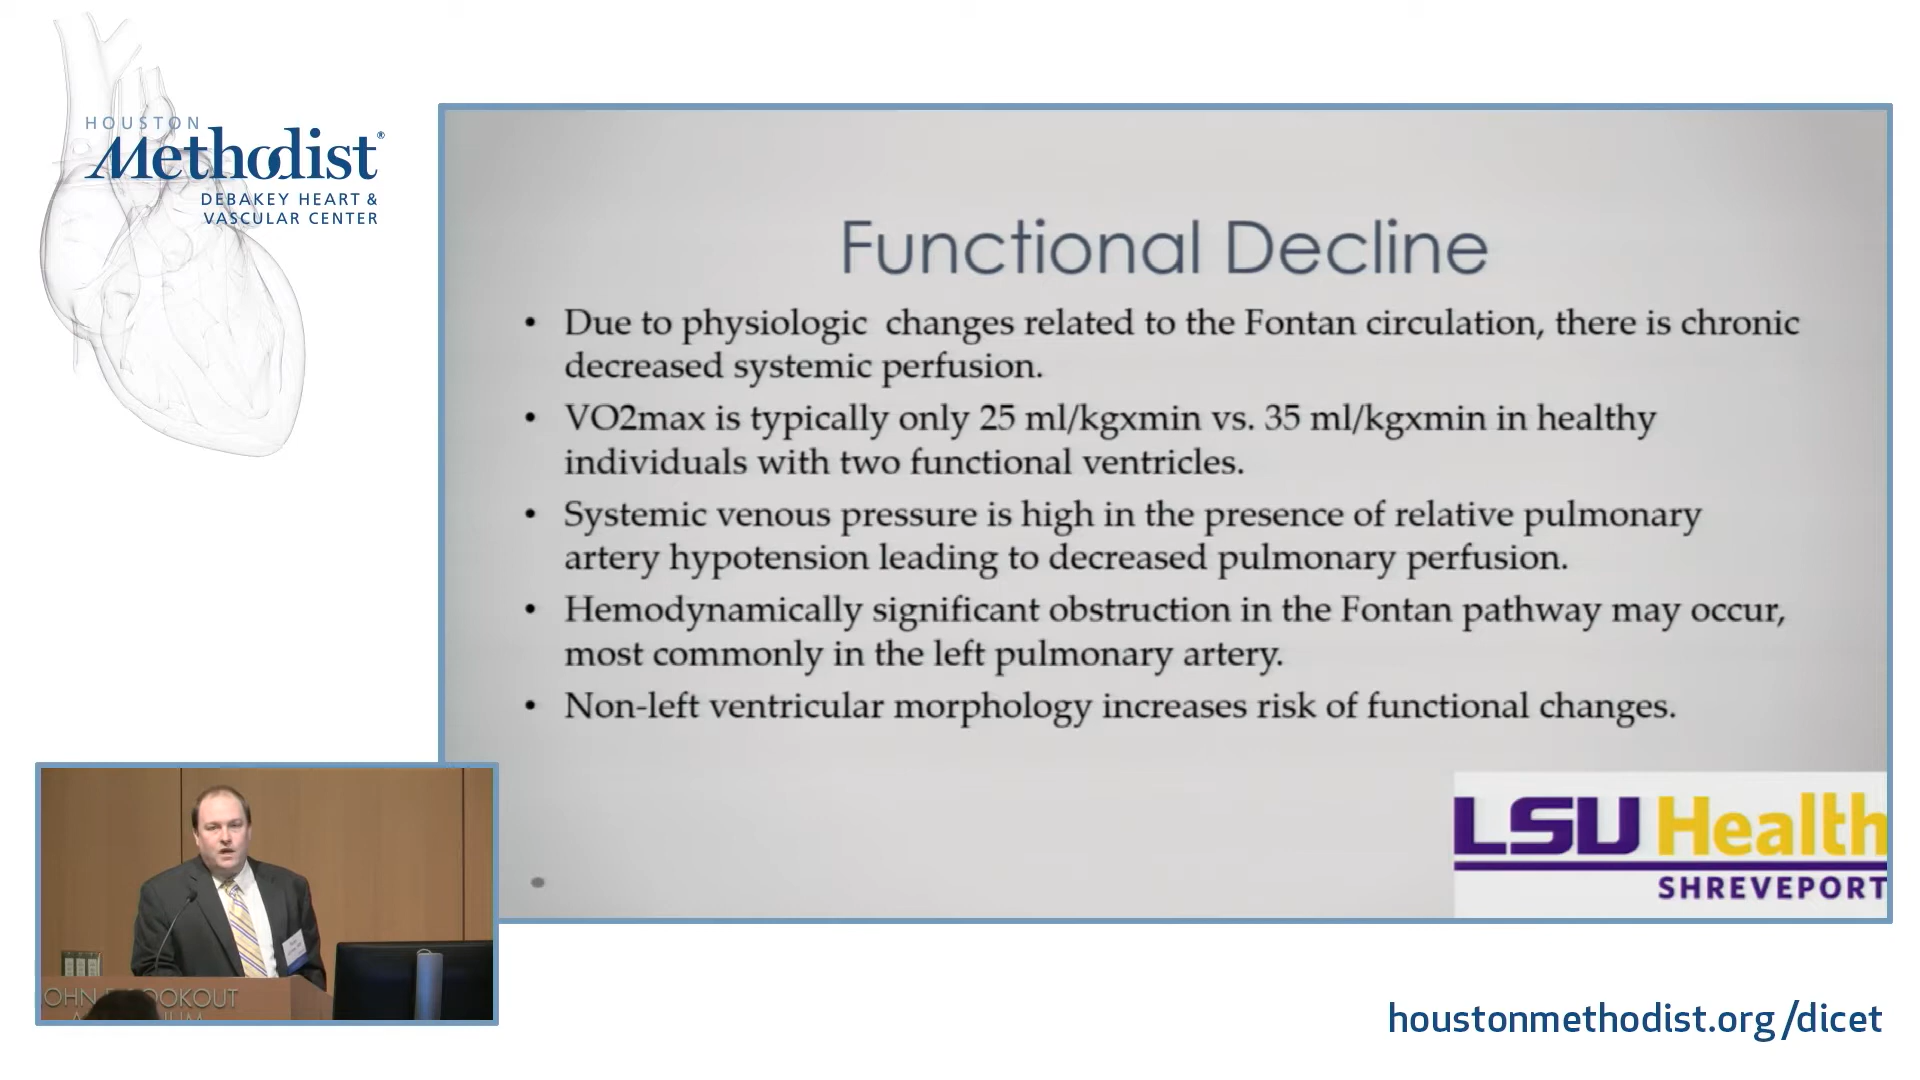 HOUSTON
Methodist®
DEBAKEY HEART &
VASCULAR CENTER
Functional Decline
• Due to physiologic changes related to the Fontan circulation, there is chronic
decreased systemic perfusion.
• VO2max is typically only 25 ml/kgxmin vs. 35 ml/kgxmin in healthy
individuals with two functional ventricles.
• Systemic venous pressure is high in the presence of relative pulmonary
artery hypotension leading to decreased pulmonary perfusion.
• Hemodynamically significant obstruction in the Fontan pathway may occur,
most commonly in the left pulmonary artery.
• Non-left ventricular morphology increases risk of functional changes.
LSU Health
SHREVEPORT
houstonmethodist.org/dicet